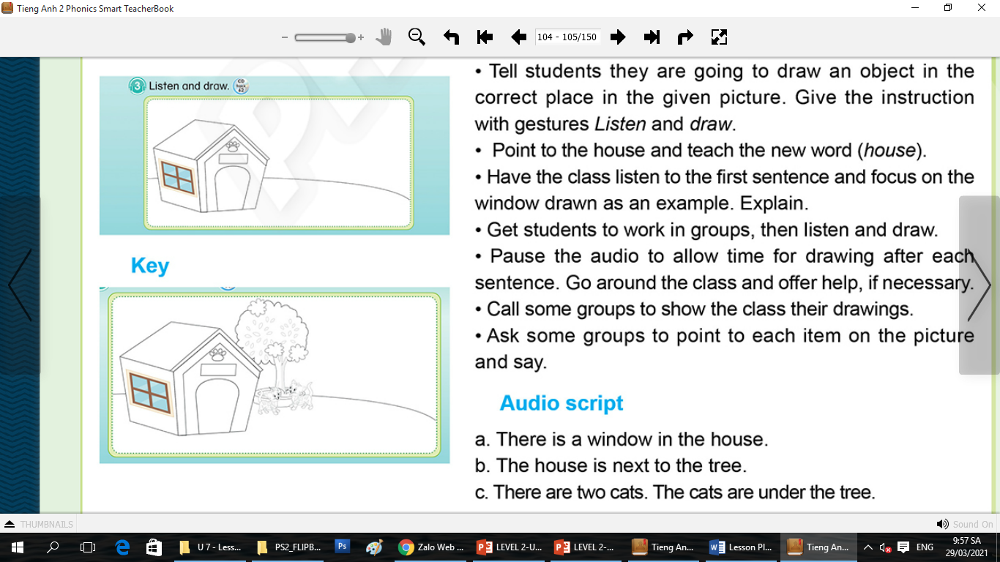 Tieng Anh 2 Phonics Smart TeacherBook
104 - 105/150
3 Listen and draw. CD track 62
Key
• Tell students they are going to draw an object in the
correct place in the given picture. Give the instruction
with gestures Listen and draw.
• Point to the house and teach the new word (house).
• Have the class listen to the first sentence and focus on the
window drawn as an example. Explain.
• Get students to work in groups, then listen and draw.
• Pause the audio to allow time for drawing after each
sentence. Go around the class and offer help, if necessary.
• Call some groups to show the class their drawings.
• Ask some groups to point to each item on the picture
and say.
Audio script
a. There is a window in the house.
b. The house is next to the tree.
c. There are two cats. The cats are under the tree.
THUMBNAILS
Sound On
U 7 - Less...
PS2_FLIPB...
Ps
Zalo Web ...
LEVEL 2-U...
LEVEL 2-...
Tieng An...
Lesson Pl...
Tieng An...
ENG
9:57 SA
29/03/2021